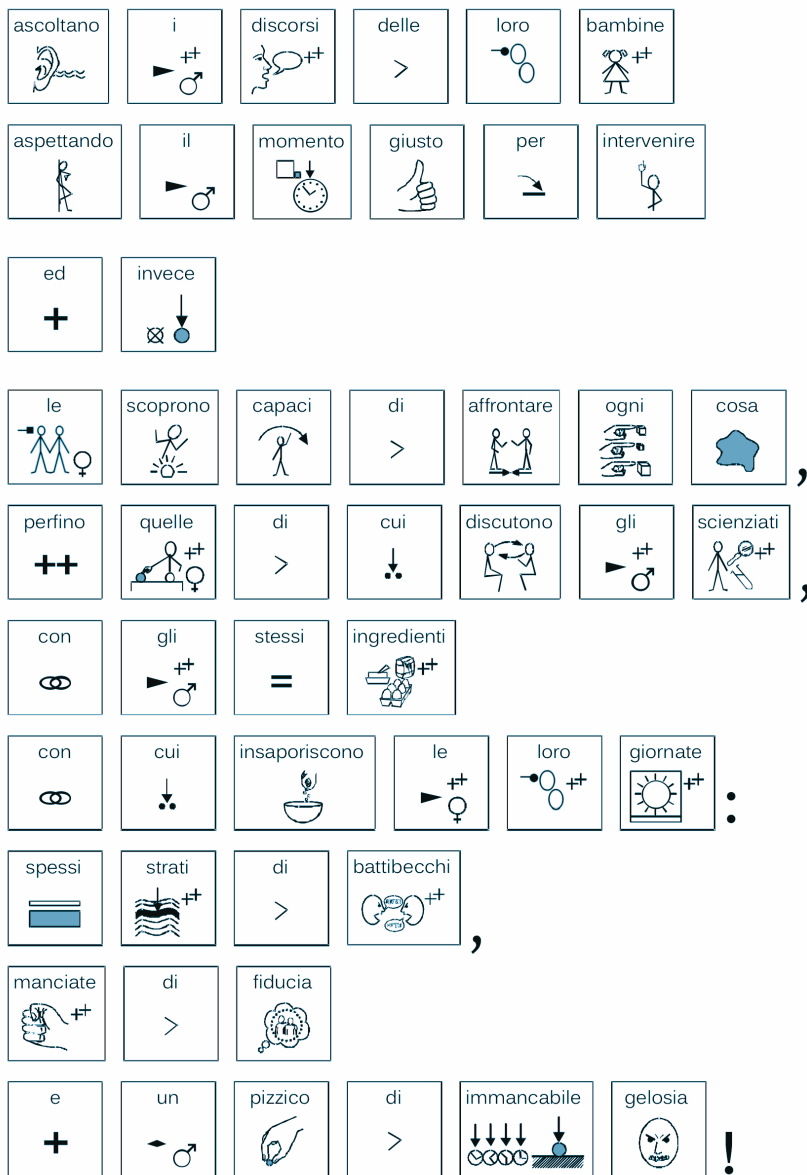 ascoltano i discorsi delle loro bambine
aspettando il momento giusto per intervenire
ed invece
le scoprono capaci di affrontare ogni cosa,
perfino quelle di cui discutono gli scienziati,
con gli stessi ingredienti
con cui insaporiscono le loro giornate:
spessi strati di battibecchi,
manciate di fiducia
e un pizzico di immancabile gelosia!